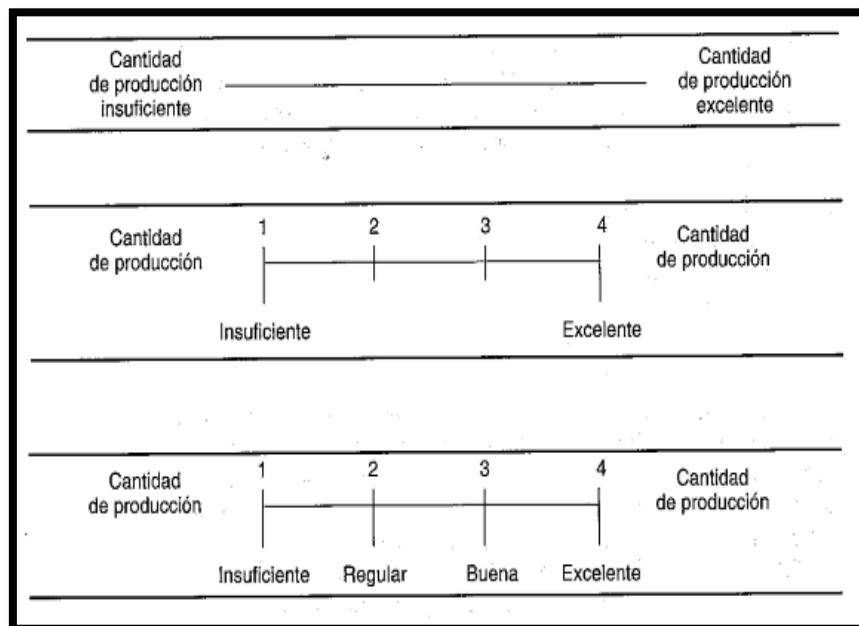 Cantidad
de producción
insuficiente
Cantidad
de producción
excelente
Cantidad
de producción
1 2 3 4
Insuficiente Excelente
Cantidad
de producción
Cantidad
de producción
1 2 3 4
Insuficiente Regular Buena Excelente
Cantidad
de producción